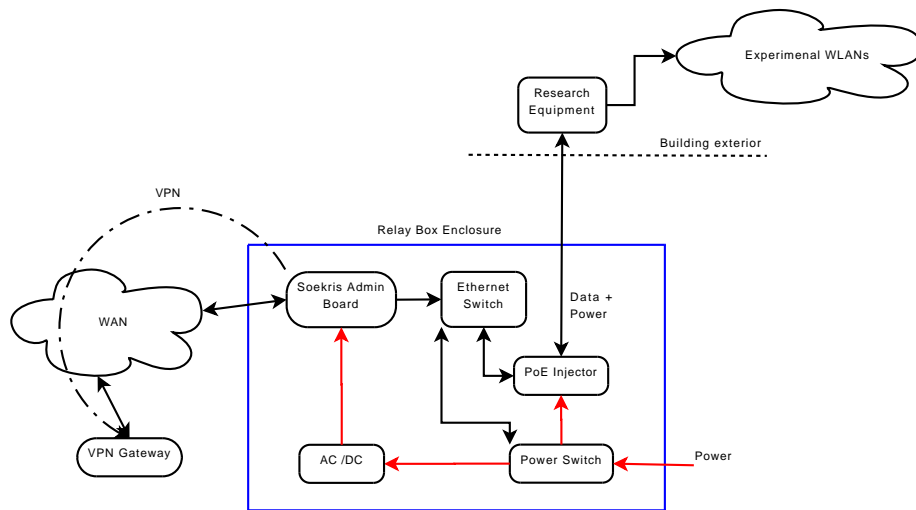 Experimenal WLANs
Research
Equipment
Building exterior
VPN
Relay Box Enclosure
Soekris Admin
Board
Ethernet
Switch
WAN
Data +
Power
PoE Injector
VPN Gateway
AC /DC
Power Switch
Power